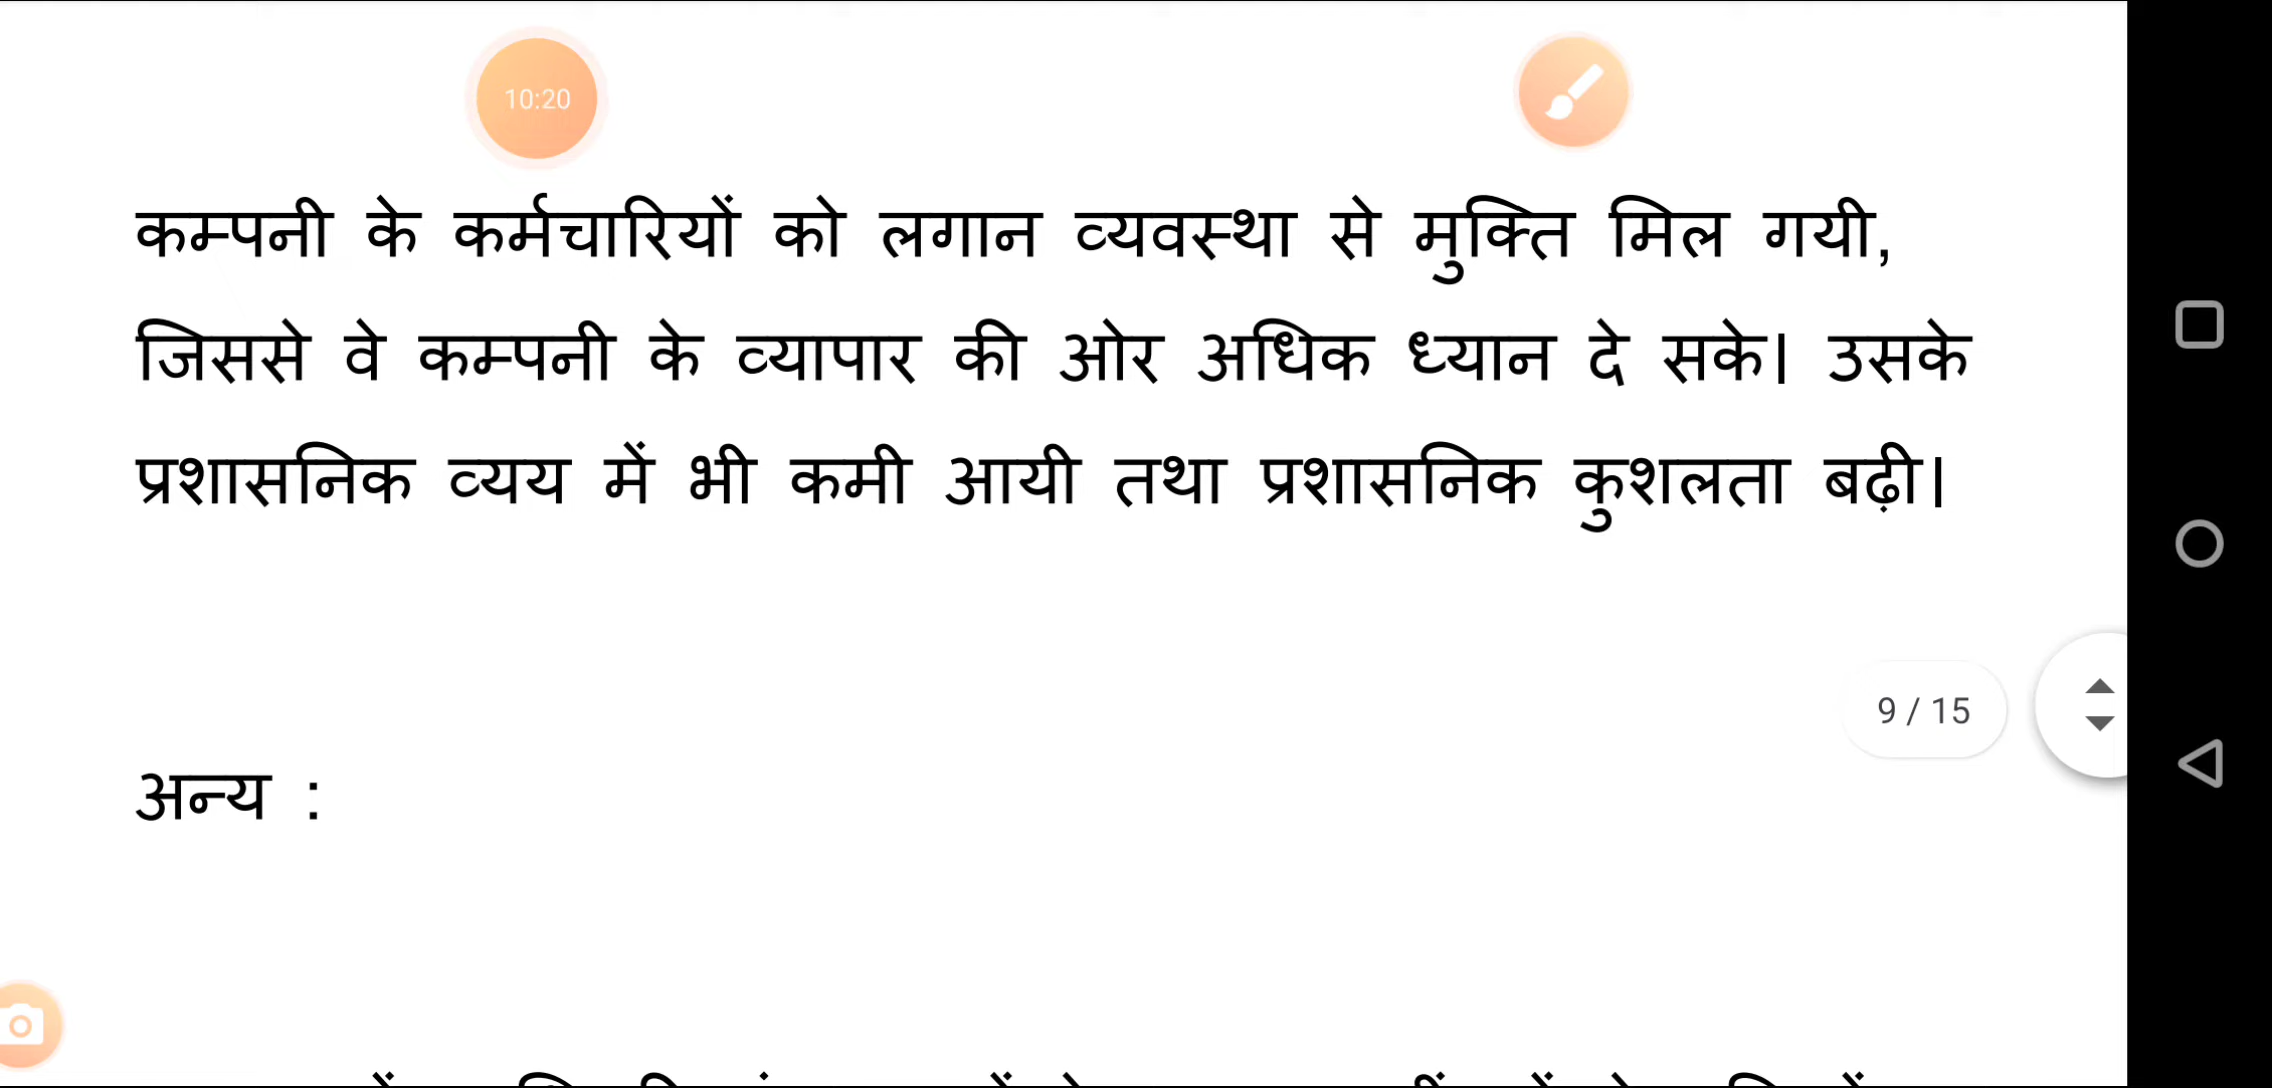 10:20
कम्पनी के कर्मचारियों को लगान व्यवस्था से मुक्ति मिल गयी,
जिससे वे कम्पनी के व्यापार की ओर अधिक ध्यान दे सके। उसके
प्रशासनिक व्यय में भी कमी आयी तथा प्रशासनिक कुशलता बढ़ी।
9 / 15
अन्य :